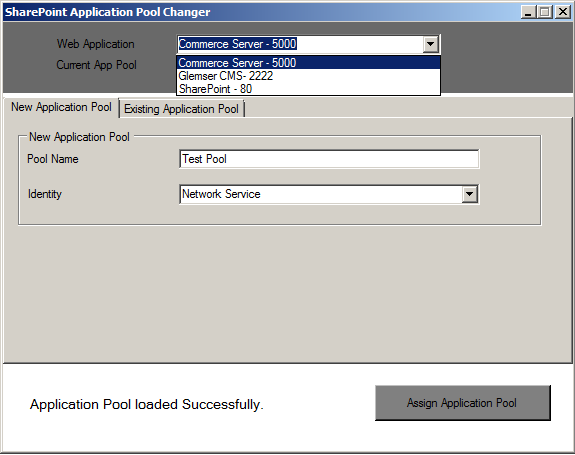 SharePoint Application Pool Changer
Web Application
Commerce Server - 5000
Current App Pool
Commerce Server - 5000
Glemser CMS- 2222
SharePoint - 80
New Application Pool
Existing Application Pool
New Application Pool
Pool Name
Test Pool
Identity
Network Service
Application Pool loaded Successfully.
Assign Application Pool